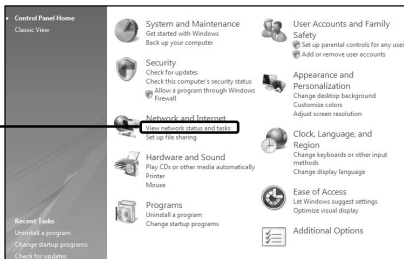 Control Panel Home
Classic View
Recent Tasks
Uninstall a program
Change startup programs
Check for updates
System and Maintenance
Get started with Windows
Back up your computer
Security
Check for updates
Check this computer's security status
Allow a program through Windows
Firewall
Network and Internet
View network status and tasks
Set up file sharing
Hardware and Sound
Play CDs or other media automatically
Printer
Mouse
Programs
Uninstall a program
Change startup programs
User Accounts and Family
Safety
Set up parental controls for any user
Add or remove user accounts
Appearance and
Personalization
Change desktop background
Customize colors
Adjust screen resolution
Clock, Language, and
Region
Change keyboards or other input
methods
Change display language
Ease of Access
Let Windows suggest settings
Optimize visual display
Additional Options